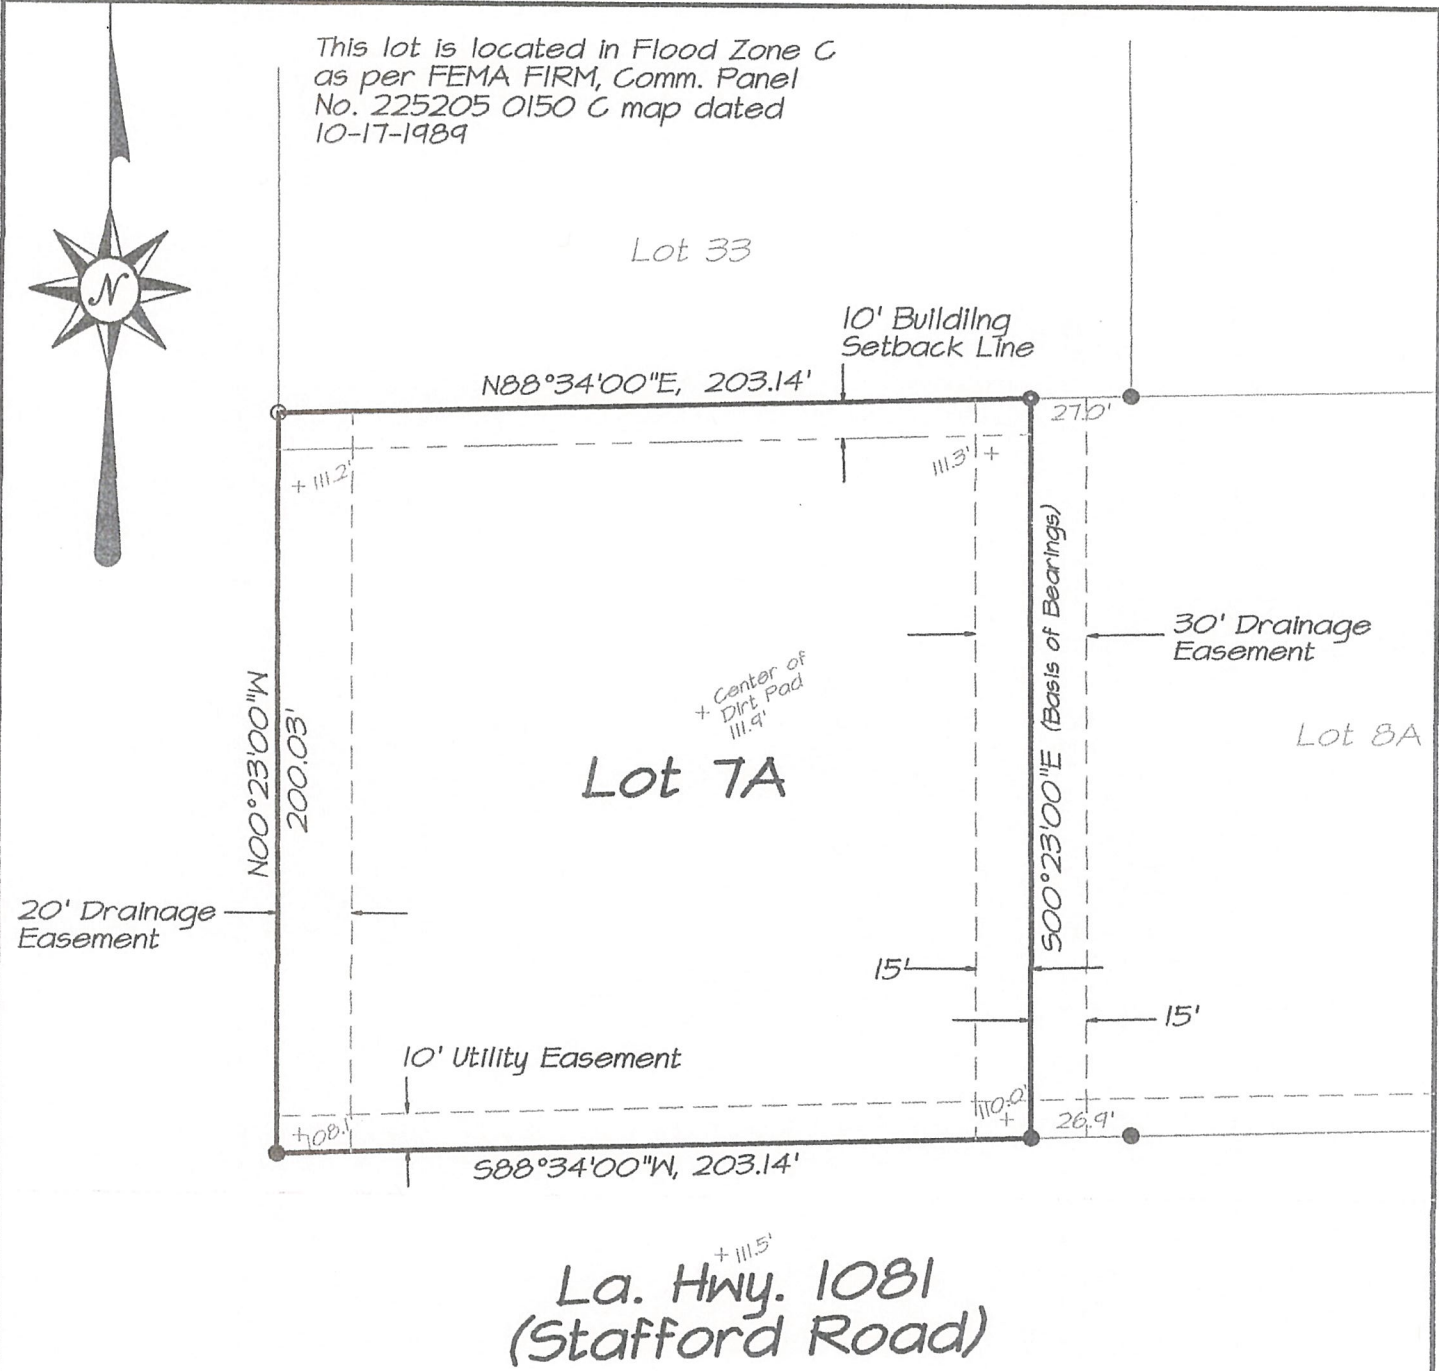 This lot is located in Flood Zone C
as per FEMA FIRM, Comm. Panel
No. 225205 0150 C map dated
10-17-1989
N
Lot 33
10' Buildilng
Setback Line
N88°34'00"E, 203.14'
27.0'
+ 111.2'
111.3' +
S00°23'00"E (Basis of Bearings)
30' Drainage
Easement
Center of
+ Dirt Pad
111.9'
Lot 7A
Lot 8A
N00°23'00"W
200.03'
20' Drainage
Easement
15'
15'
10' Utility Easement
+108.1'
110.0'
+
26.9'
S88°34'00"W, 203.14'
+ 111.5'
La. Hwy. 1081
(Stafford Road)